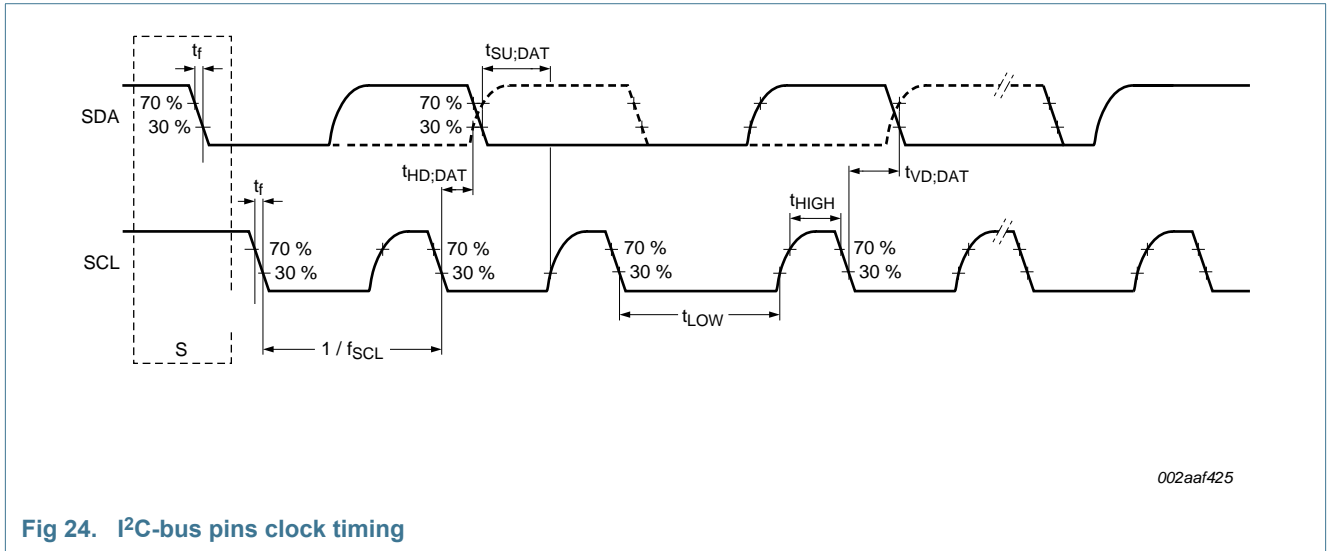 tf
tSU;DAT
70 %
30 %
SDA
70 %
30 %
tHD;DAT
tf
tVD;DAT
tHIGH
70 %
30 %
SCL
70 %
30 %
70 %
30 %
70 %
30 %
tLOW
S
1 / fSCL
002aaf425
Fig 24. I2C-bus pins clock timing